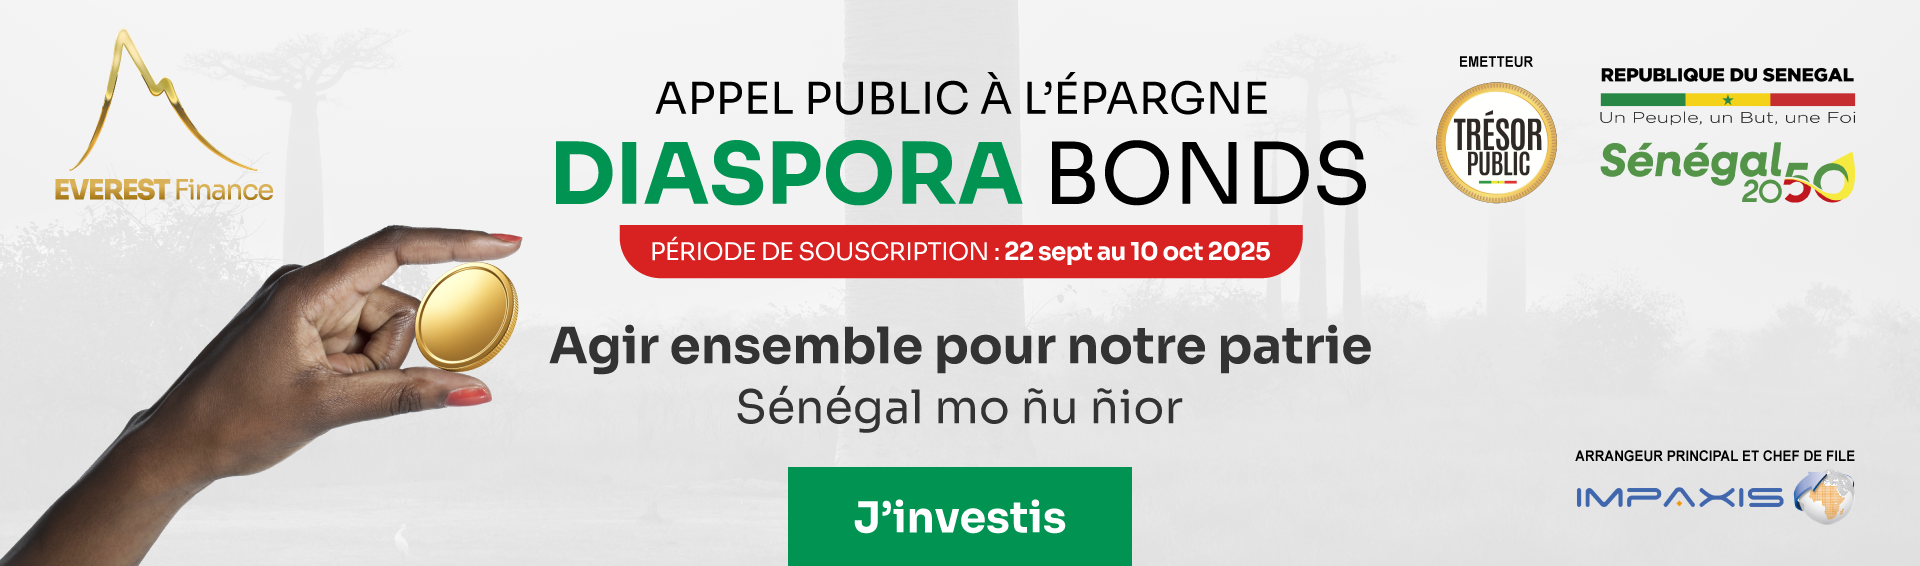 EVEREST Finance
APPEL PUBLIC À L'ÉPARGNE
DIASPORA BONDS
PÉRIODE DE SOUSCRIPTION : 22 sept au 10 oct 2025
Agir ensemble pour notre patrie
Sénégal mo ñu ñior
J'investis
EMETTEUR
TRÉSOR
PUBLIC
REPUBLIQUE DU SENEGAL
Un Peuple, un But, une Foi
Sénégal
2050
ARRANGEUR PRINCIPAL ET CHEF DE FILE
IMPAXIS